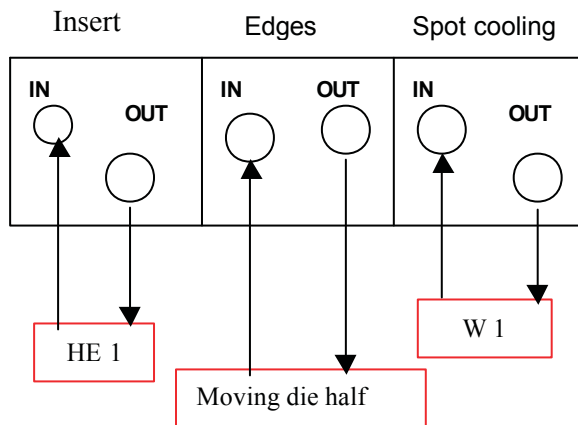 Insert Edges Spot cooling
IN OUT IN OUT IN OUT
HE 1 W 1
Moving die half